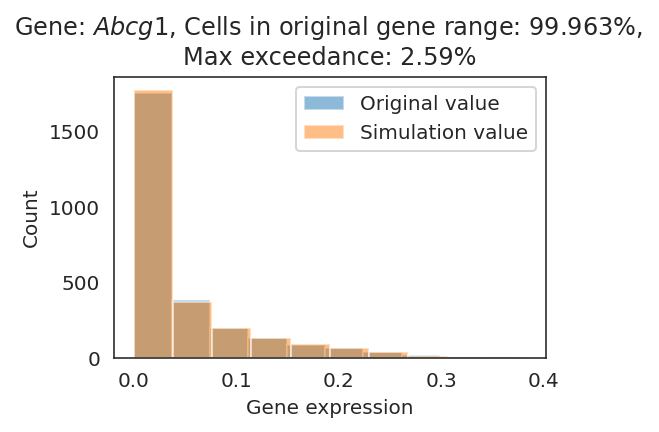 Gene: Abcg1, Cells in original gene range: 99.963%,
Max exceedance: 2.59%
Original value
Simulation value
1500
1000
500
0
Count
0.0 0.1 0.2 0.3 0.4
Gene expression